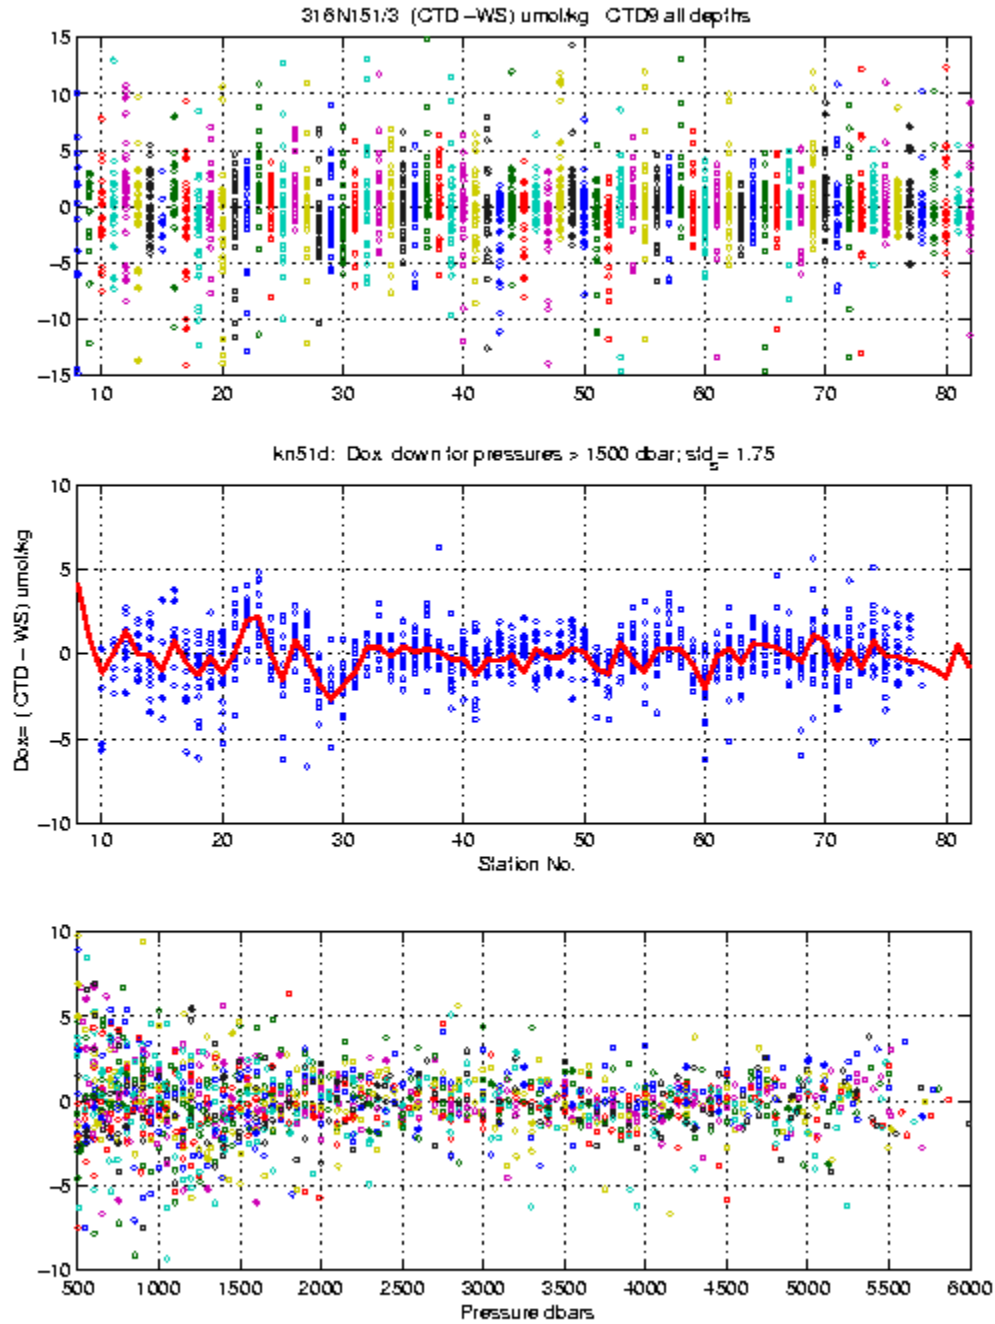 316N151/3 (CTD -WS) umol/kg CTD9 all depths
15
10
5
0
-5
-10
-15
10 20 30 40 50 60 70 80
kn51d: Dox down for pressures > 1500 dbar; std_s= 1.75
10
5
0
-5
-10
Dox= ( CTD - WS) umol/kg
10 20 30 40 50 60 70 80
Station No.
10
5
0
-5
-10
500 1000 1500 2000 2500 3000 3500 4000 4500 5000 5500 6000
Pressure dbars